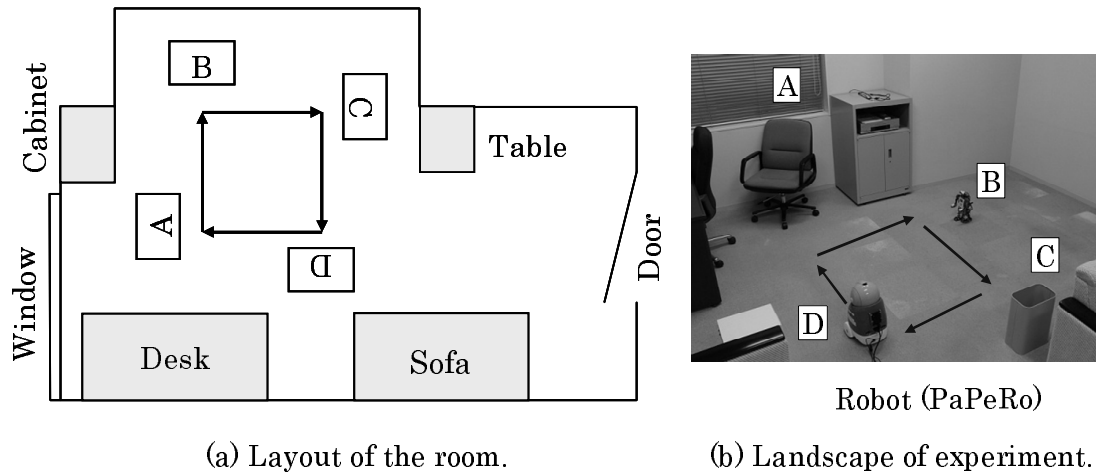 B
C
A
D
Cabinet
Table
Window
Door
Desk
Sofa
(a) Layout of the room.
A
B
C
D
Robot (PaPeRo)
(b) Landscape of experiment.